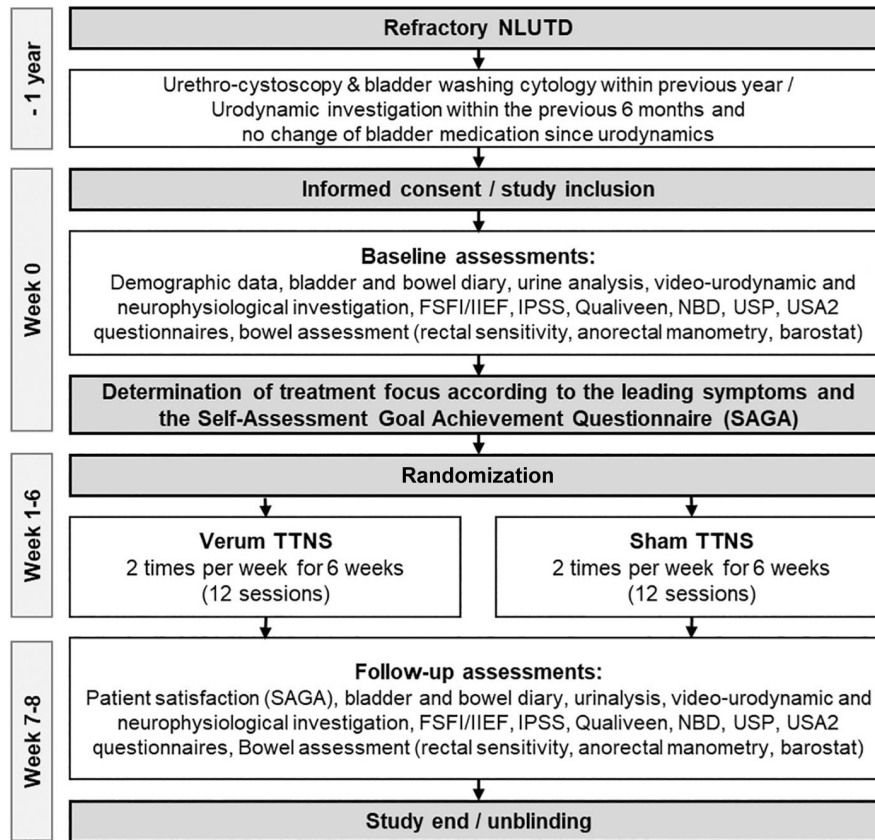 - 1 year
Refractory NLUTD
Urethro-cystoscopy & bladder washing cytology within previous year /
Urodynamic investigation within the previous 6 months and
no change of bladder medication since urodynamics
Week 0
Informed consent / study inclusion
Baseline assessments:
Demographic data, bladder and bowel diary, urine analysis, video-urodynamic and
neurophysiological investigation, FSFI/IIEF, IPSS, Qualiveen, NBD, USP, USA2
questionnaires, bowel assessment (rectal sensitivity, anorectal manometry, barostat)
Determination of treatment focus according to the leading symptoms and
the Self-Assessment Goal Achievement Questionnaire (SAGA)
Week 1-6
Randomization
Verum TTNS
2 times per week for 6 weeks
(12 sessions)
Sham TTNS
2 times per week for 6 weeks
(12 sessions)
Week 7-8
Follow-up assessments:
Patient satisfaction (SAGA), bladder and bowel diary, urinalysis, video-urodynamic and
neurophysiological investigation, FSFI/IIEF, IPSS, Qualiveen, NBD, USP, USA2
questionnaires, Bowel assessment (rectal sensitivity, anorectal manometry, barostat)
Study end / unblinding